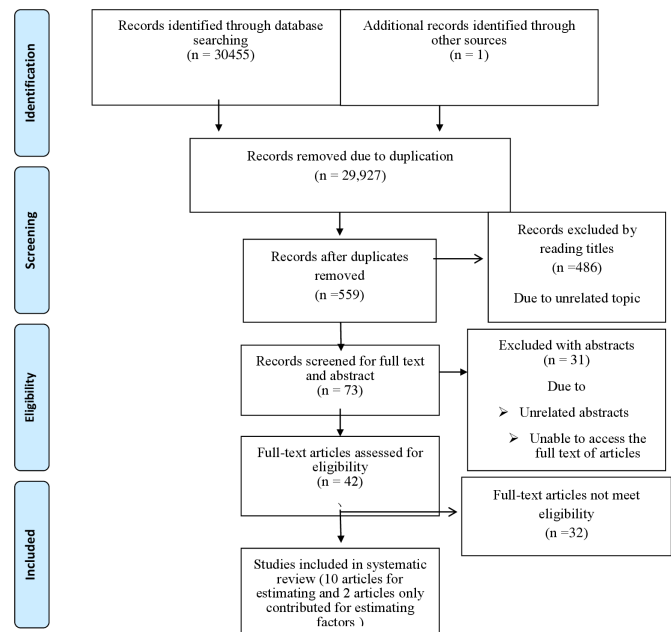 Identification
Records identified through database
searching
(n = 30455)
Additional records identified through
other sources
(n = 1)
Records removed due to duplication
(n = 29,927)
Screening
Records after duplicates
removed
(n =559)
Records excluded by
reading titles
(n =486)
Due to unrelated topic
Eligibility
Records screened for full text
and abstract
(n = 73)
Excluded with abstracts
(n = 31)
Due to
➢ Unrelated abstracts
➢ Unable to access the
full text of articles
Full-text articles assessed for
eligibility
(n = 42)
Included
Full-text articles not meet
eligibility
(n =32)
Studies included in systematic
review (10 articles for
estimating and 2 articles only
contributed for estimating
factors )